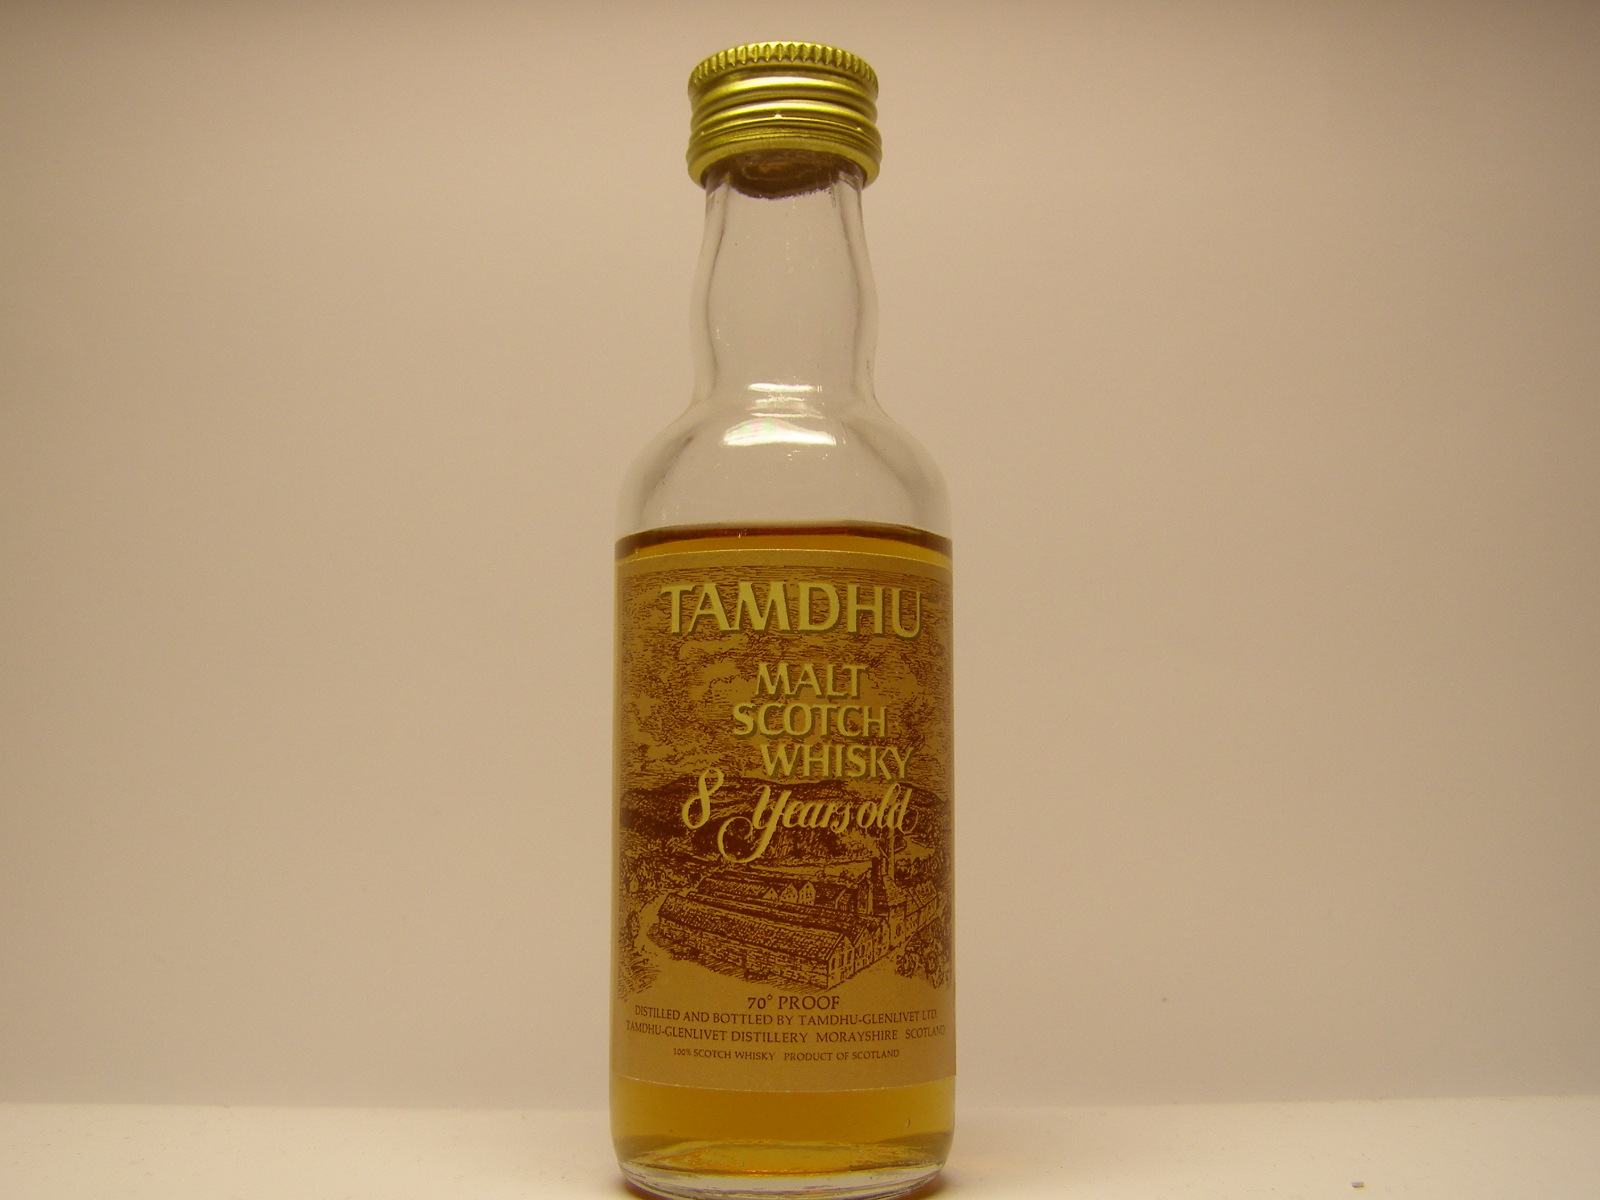 TAMDHU
MALT
SCOTCH
WHISKY
8 Years old
70° PROOF
DISTILLED AND BOTTLED BY TAMDHU-GLENLIVET LTD.
TAMDHU-GLENLIVET DISTILLERY MORAYSHIRE SCOTLAND
100% SCOTCH WHISKY PRODUCT OF SCOTLAND